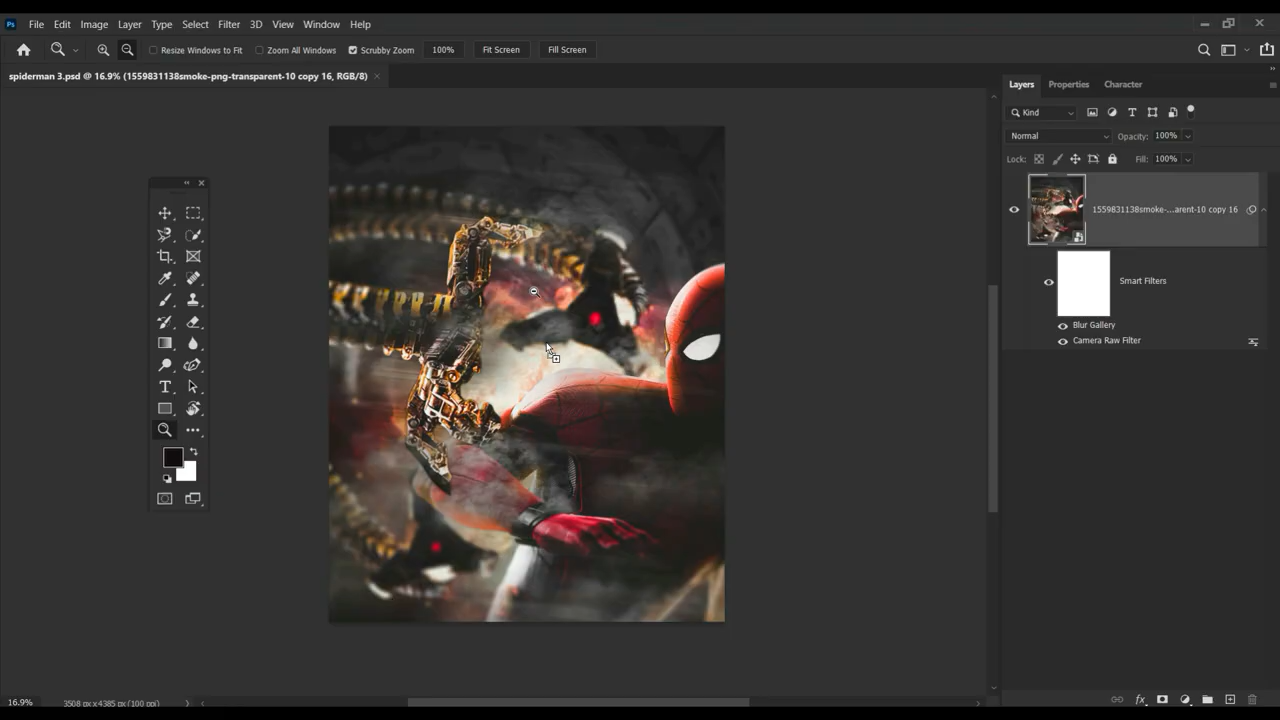 Ps File Edit Image Layer Type Select Filter 3D View Window Help
Resize Windows to Fit Zoom All Windows Scrubby Zoom 100% Fit Screen Fill Screen
spiderman 3.psd @ 16.9% (1559831138smoke-png-transparent-10 copy 16, RGB/8) ×
Layers Properties Character
Kind
Normal Opacity: 100%
Lock: Fill: 100%
1559831138smoke-...arent-10 copy 16
Smart Filters
Blur Gallery
Camera Raw Filter
16.9% 3508 px x 4385 px (100 ppi)